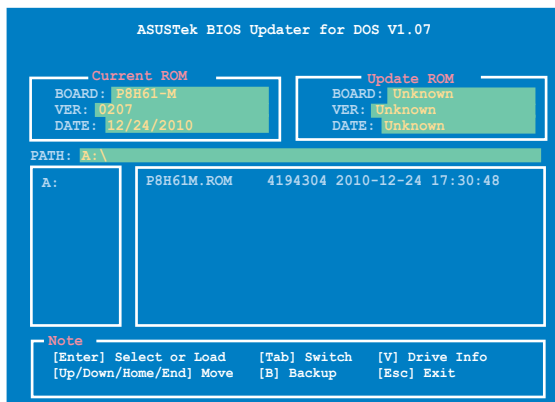 ASUSTek BIOS Updater for DOS V1.07
Current ROM
BOARD: P8H61-M
VER: 0207
DATE: 12/24/2010
Update ROM
BOARD: Unknown
VER: Unknown
DATE: Unknown
PATH: A:\
A:
P8H61M.ROM 4194304 2010-12-24 17:30:48
Note
[Enter] Select or Load [Tab] Switch [V] Drive Info
[Up/Down/Home/End] Move [B] Backup [Esc] Exit